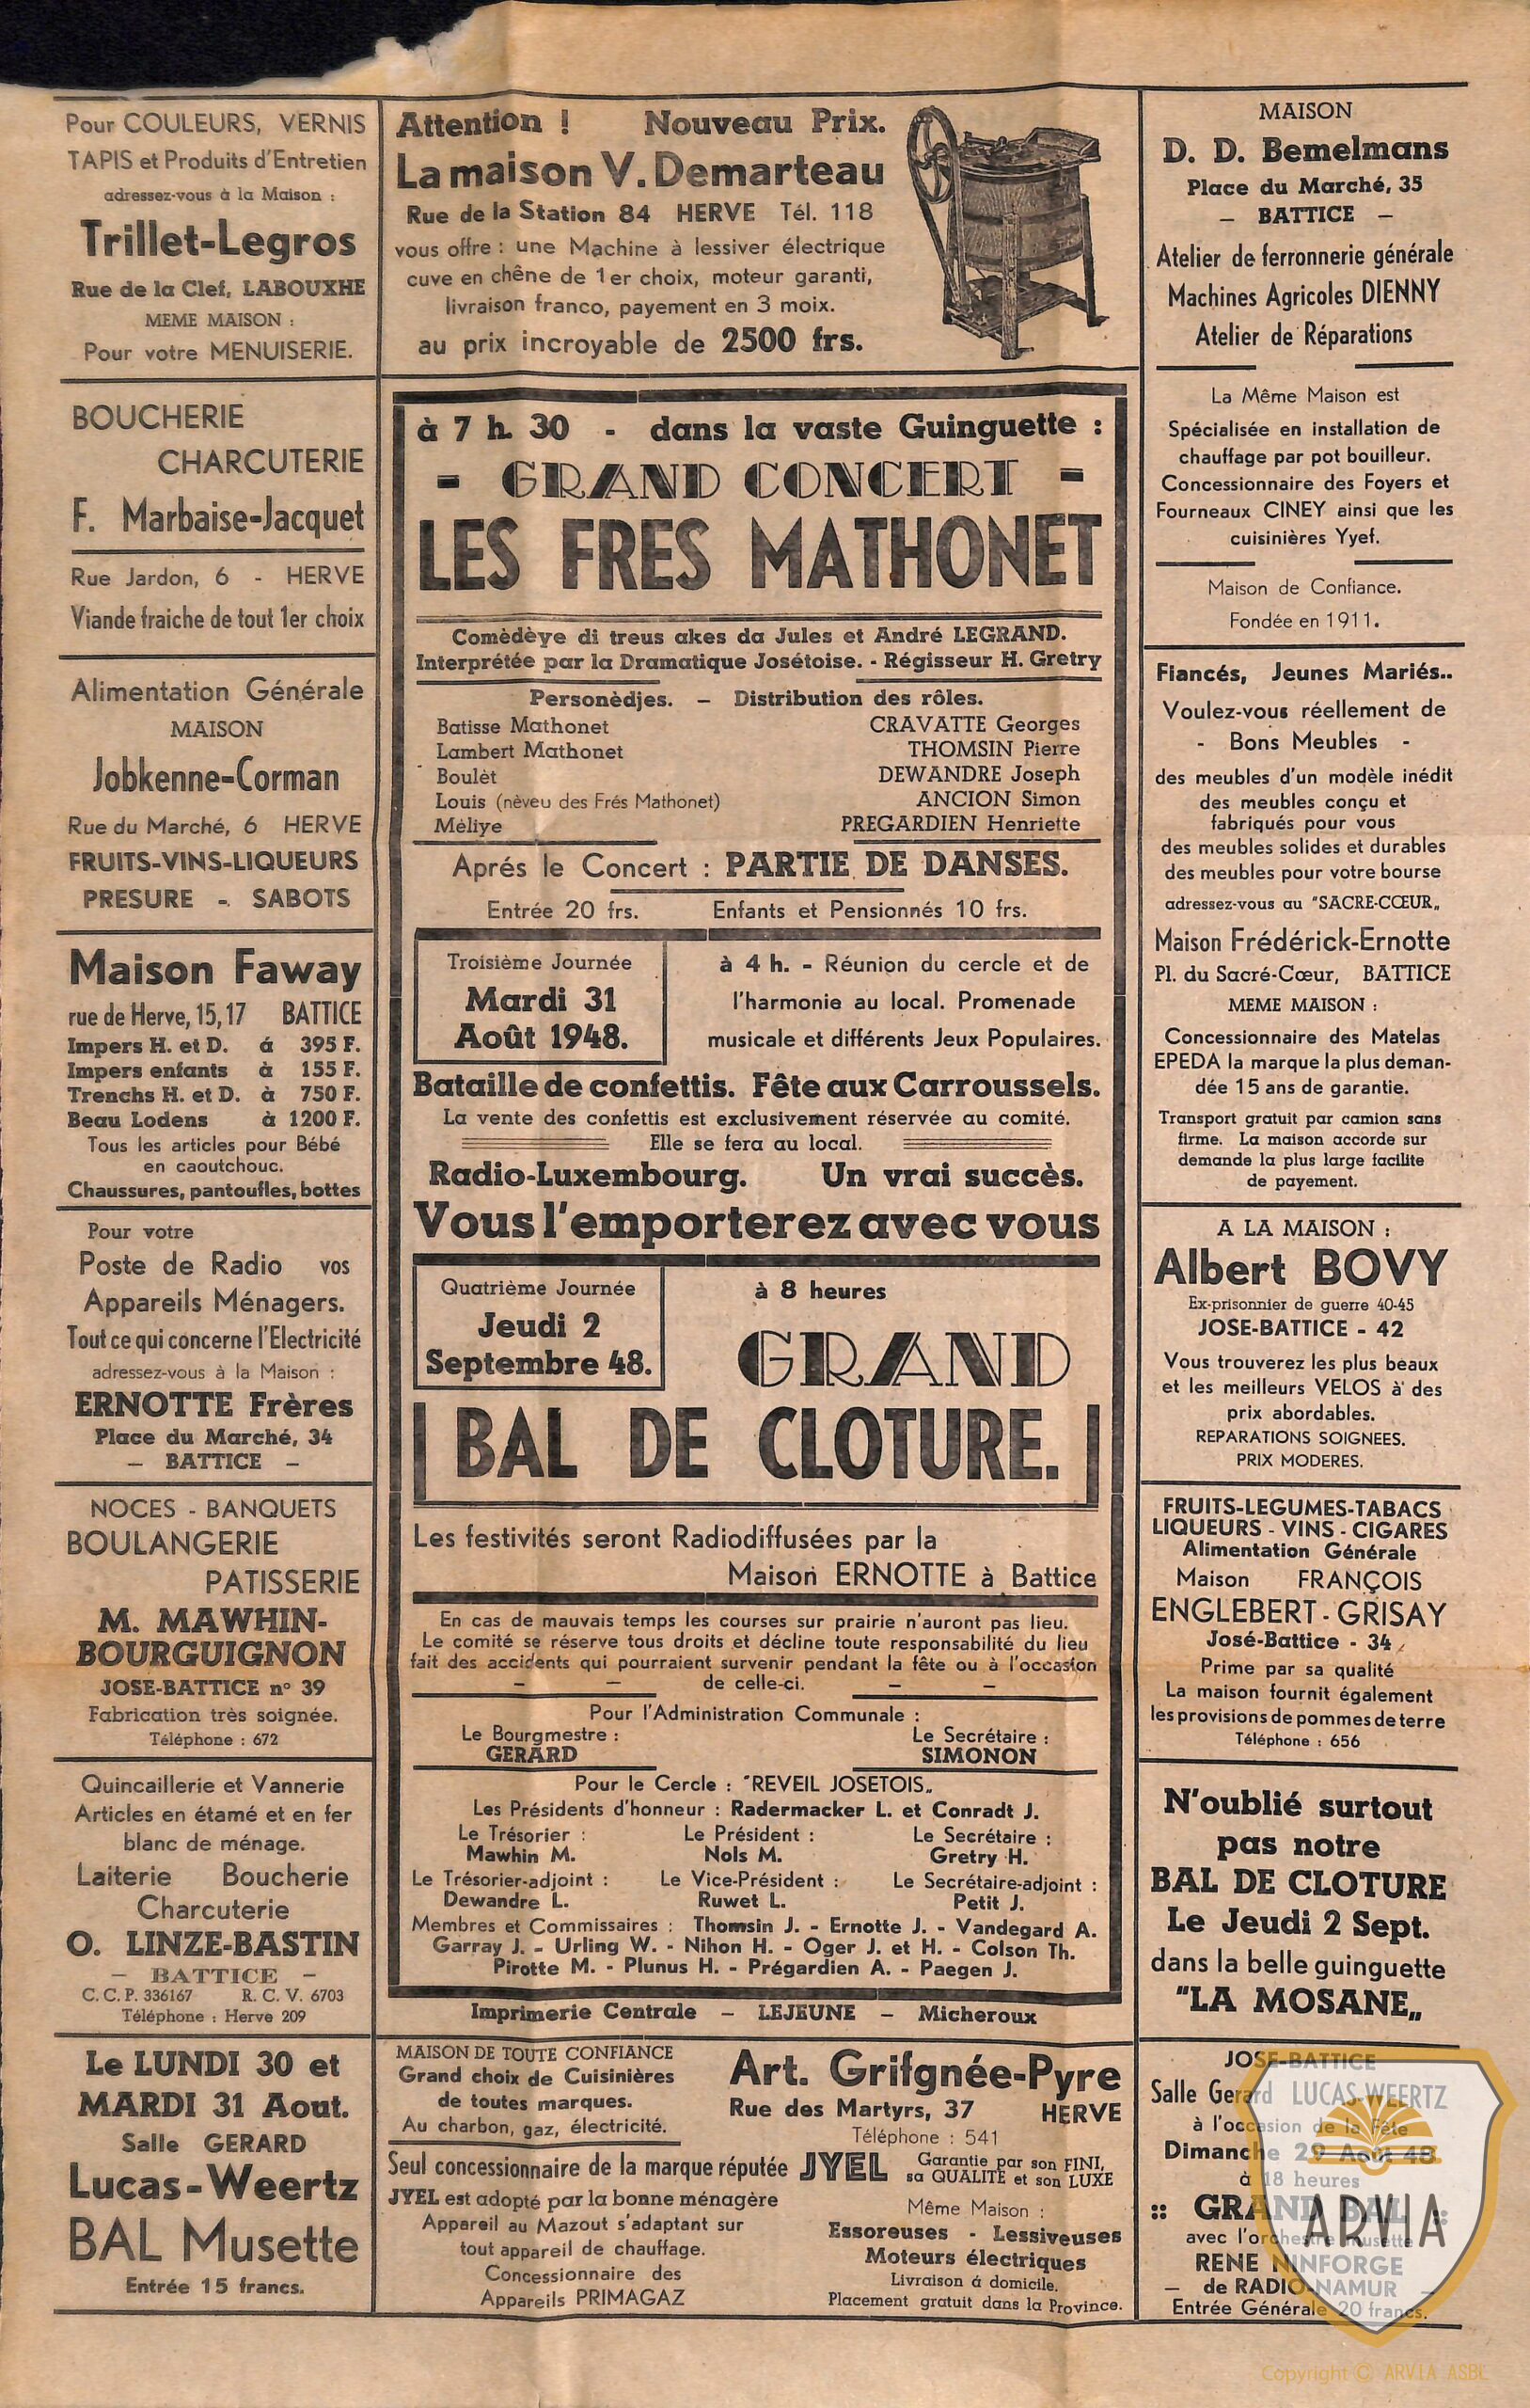 Pour COULEURS, VERNIS
TAPIS et Produits d'Entretien
adressez-vous à la Maison :
Trillet-Legros
Rue de la Clef, LABOUXHE
MEME MAISON :
Pour votre MENUISERIE.
BOUCHERIE
CHARCUTERIE
F. Marbaise-Jacquet
Rue Jardon, 6 - HERVE
Viande fraiche de tout 1er choix
Alimentation Générale
MAISON
Jobkenne-Corman
Rue du Marché, 6 HERVE
FRUITS-VINS-LIQUEURS
PRESURE - SABOTS
Maison Faway
rue de Herve, 15,17 BATTICE
Impers H. et D. á 395 F.
Impers enfants à 155 F.
Trenchs H. et D. à 750 F.
Beau Lodens à 1200 F.
Tous les articles pour Bébé
en caoutchouc.
Chaussures, pantoufles, bottes
Pour votre
Poste de Radio vos
Appareils Ménagers.
Tout ce qui concerne l'Electricité
adressez-vous à la Maison :
ERNOTTE Frères
Place du Marché, 34
— BATTICE —
NOCES - BANQUETS
BOULANGERIE
PATISSERIE
M. MAWHIN-
BOURGUIGNON
JOSE-BATTICE n° 39
Fabrication très soignée.
Téléphone : 672
Quincaillerie et Vannerie
Articles en étamé et en fer
blanc de ménage.
Laiterie Boucherie
Charcuterie
O. LINZE-BASTIN
— BATTICE —
C. C. P. 336167 R. C. V. 6703
Téléphone : Herve 209
Le LUNDI 30 et
MARDI 31 Aout.
Salle GERARD
Lucas-Weertz
BAL Musette
Entrée 15 francs.
Attention ! Nouveau Prix.
La maison V. Demarteau
Rue de la Station 84 HERVE Tél. 118
vous offre : une Machine à lessiver électrique
cuve en chêne de 1er choix, moteur garanti,
livraison franco, payement en 3 moix.
au prix incroyable de 2500 frs.
à 7 h. 30 - dans la vaste Guinguette :
- GRAND CONCERT -
LES FRES MATHONET
Comèdèye di treus akes da Jules et André LEGRAND.
Interprétée par la Dramatique Josétoise. - Régisseur H. Gretry
Personèdjes. — Distribution des rôles.
Batisse Mathonet CRAVATTE Georges
Lambert Mathonet THOMSIN Pierre
Boulèt DEWANDRE Joseph
Louis (nèveu des Frés Mathonet) ANCION Simon
Mèliye PREGARDIEN Henriette
Aprés le Concert : PARTIE DE DANSES.
Entrée 20 frs. Enfants et Pensionnés 10 frs.
Troisième Journée
Mardi 31
Août 1948.
à 4 h. - Réunion du cercle et de
l'harmonie au local. Promenade
musicale et différents Jeux Populaires.
Bataille de confettis. Fête aux Carroussels.
La vente des confettis est exclusivement réservée au comité.
Elle se fera au local.
Radio-Luxembourg. Un vrai succès.
Vous l'emporterez avec vous
Quatrième Journée
Jeudi 2
Septembre 48.
à 8 heures
GRAND
BAL DE CLOTURE.
Les festivités seront Radiodiffusées par la
Maison ERNOTTE à Battice
En cas de mauvais temps les courses sur prairie n'auront pas lieu.
Le comité se réserve tous droits et décline toute responsabilité du lieu
fait des accidents qui pourraient survenir pendant la fête ou à l'occasion
— — de celle-ci. — —
Pour l'Administration Communale :
Le Bourgmestre : Le Secrétaire :
GERARD SIMONON
Pour le Cercle : "REVEIL JOSETOIS„
Les Présidents d'honneur : Radermacker L. et Conradt J.
Le Trésorier : Le Président : Le Secrétaire :
Mawhin M. Nols M. Gretry H.
Le Trésorier-adjoint : Le Vice-Président : Le Secrétaire-adjoint :
Dewandre L. Ruwet L. Petit J.
Membres et Commissaires : Thomsin J. - Ernotte J. - Vandegard A.
Garray J. - Urling W. - Nihon H. - Oger J. et H. - Colson Th.
Pirotte M. - Plunus H. - Prégardien A. - Paegen J.
Imprimerie Centrale — LEJEUNE — Micheroux
MAISON DE TOUTE CONFIANCE
Grand choix de Cuisinières
de toutes marques.
Au charbon, gaz, électricité.
Art. Grifgnée-Pyre
Rue des Martyrs, 37 HERVE
Téléphone : 541
Seul concessionnaire de la marque réputée JYEL Garantie par son FINI,
sa QUALITE et son LUXE
JYEL est adopté par la bonne ménagère
Appareil au Mazout s'adaptant sur
tout appareil de chauffage.
Concessionnaire des
Appareils PRIMAGAZ
Même Maison :
Essoreuses - Lessiveuses
Moteurs électriques
Livraison á domicile.
Placement gratuit dans la Province.
MAISON
D. D. Bemelmans
Place du Marché, 35
— BATTICE —
Atelier de ferronnerie générale
Machines Agricoles DIENNY
Atelier de Réparations
La Même Maison est
Spécialisée en installation de
chauffage par pot bouilleur.
Concessionnaire des Foyers et
Fourneaux CINEY ainsi que les
cuisinières Yyef.
Maison de Confiance.
Fondée en 1911.
Fiancés, Jeunes Mariés..
Voulez-vous réellement de
- Bons Meubles -
des meubles d'un modèle inédit
des meubles conçu et
fabriqués pour vous
des meubles solides et durables
des meubles pour votre bourse
adressez-vous au "SACRE-CŒUR„
Maison Frédérick-Ernotte
Pl. du Sacré-Cœur, BATTICE
MEME MAISON :
Concessionnaire des Matelas
EPEDA la marque la plus deman-
dée 15 ans de garantie.
Transport gratuit par camion sans
firme. La maison accorde sur
demande la plus large facilite
de payement.
A LA MAISON :
Albert BOVY
Ex-prisonnier de guerre 40-45
JOSE-BATTICE - 42
Vous trouverez les plus beaux
et les meilleurs VELOS à des
prix abordables.
REPARATIONS SOIGNEES.
PRIX MODERES.
FRUITS-LEGUMES-TABACS
LIQUEURS - VINS - CIGARES
Alimentation Générale
Maison FRANÇOIS
ENGLEBERT - GRISAY
José-Battice - 34
Prime par sa qualité
La maison fournit également
les provisions de pommes de terre
Téléphone : 656
N'oublié surtout
pas notre
BAL DE CLOTURE
Le Jeudi 2 Sept.
dans la belle guinguette
"LA MOSANE„
JOSE-BATTICE
Salle Gerard LUCAS-WEERTZ
à l'occasion de la Fête
Dimanche 29 Août 48
à 18 heures
:: GRAND BAL ::
avec l'orchestre musette
RENE NINFORGE
— de RADIO-NAMUR —
Entrée Générale 20 francs.
ARVIA
Copyright © ARVIA ASBL